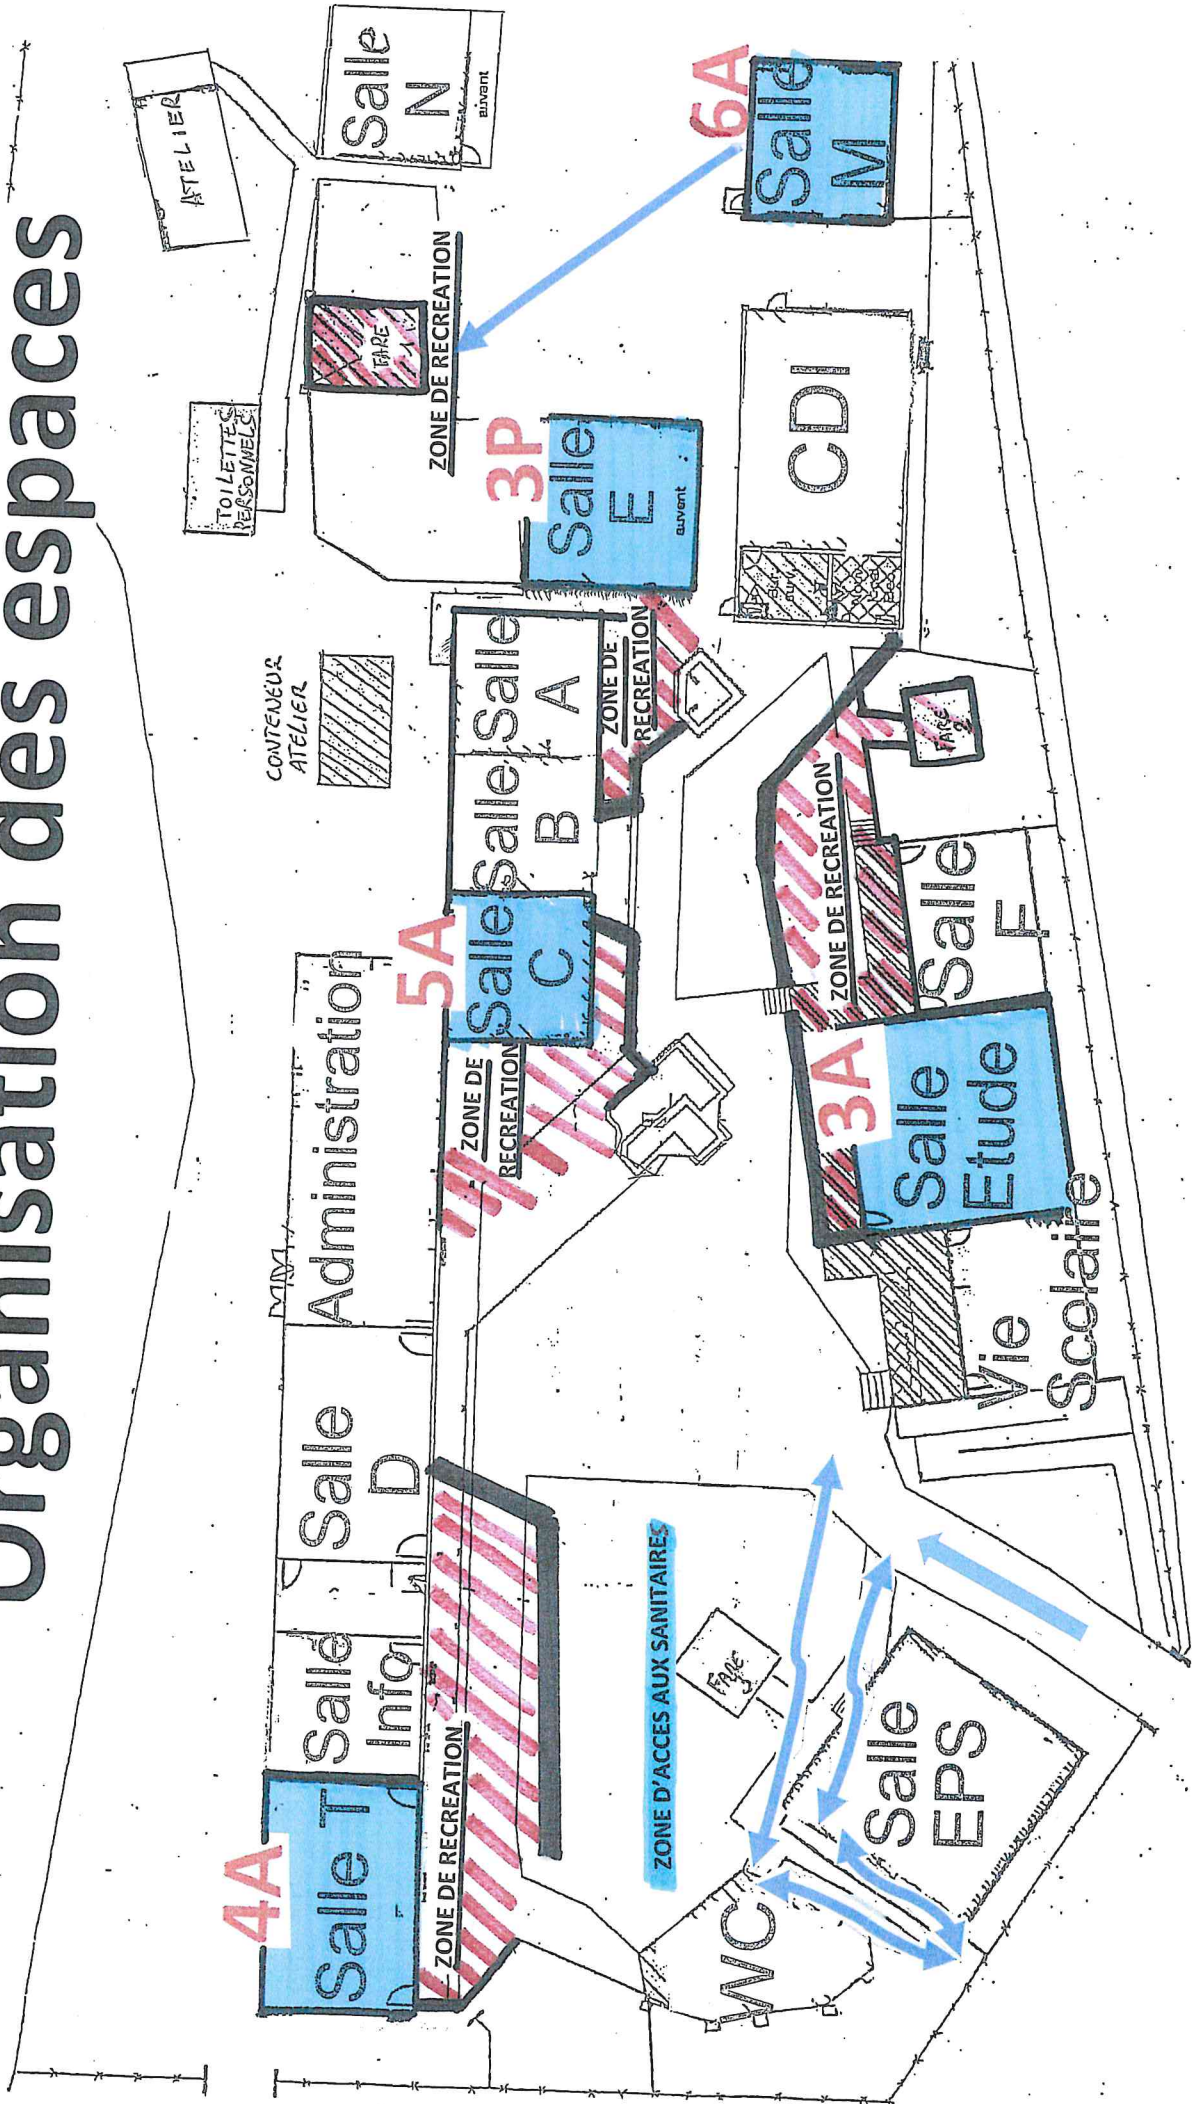 Organisation des espaces
4A
Salle T
Salle
Info
Salle
D
Administration
5A
Salle
C
Salle
B
Salle
A
CONTENEUR
ATELIER
TOILETTES
PERSONNELS
ATELIER
Salle
N
auvent
FARE
1
ZONE DE RECREATION
3P
Salle
E
auvent
6A
Salle
M
CDI
ZONE DE
RECREATION
ZONE DE
RECREATION
ZONE DE RECREATION
ZONE D'ACCES AUX SANITAIRES
FARE
3
WC
Salle
EPS
Vie
Scolaire
3A
Salle
Etude
ZONE DE RECREATION
Salle
F
FARE
2